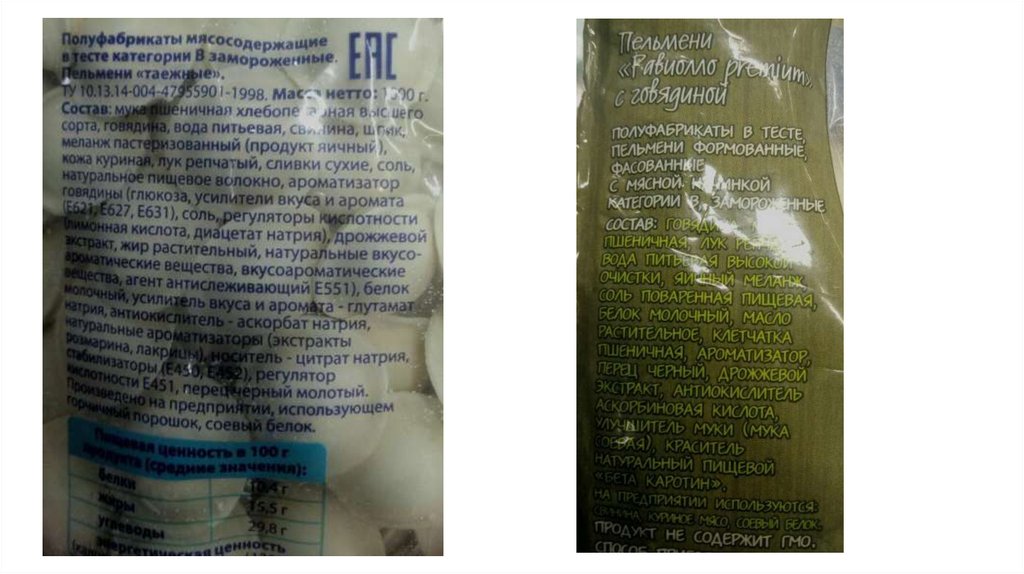 Полуфабрикаты мясосодержащие
в тесте категории В замороженные.
Пельмени «таежные».
EAC
ТУ 10.13.14-004-47955901-1998. Масса нетто: 1000 г.
Состав: мука пшеничная хлебопекарная высшего
сорта, говядина, вода питьевая, свинина, шпик,
меланж пастеризованный (продукт яичный),
кожа куриная, лук репчатый, сливки сухие, соль,
натуральное пищевое волокно, ароматизатор
говядины (глюкоза, усилители вкуса и аромата
(Е621, Е627, Е631), соль, регуляторы кислотности
(лимонная кислота, диацетат натрия), дрожжевой
экстракт, жир растительный, натуральные вкусо-
ароматические вещества, вкусоароматические
вещества, агент антислеживающий Е551), белок
молочный, усилитель вкуса и аромата - глутамат
натрия, антиокислитель - аскорбат натрия,
натуральные ароматизаторы (экстракты
розмарина, лакрицы), носитель - цитрат натрия,
стабилизаторы (Е450, Е452), регулятор
кислотности Е451, перец черный молотый.
Произведено на предприятии, использующем
горчичный порошок, соевый белок.
Пищевая ценность в 100 г
продукта (средние значения):
белки 10,4 г
жиры 15,5 г
углеводы 29,8 г
энергетическая ценность
Пельмени
«Равиолло premium»
с говядиной
ПОЛУФАБРИКАТЫ В ТЕСТЕ,
ПЕЛЬМЕНИ ФОРМОВАННЫЕ,
ФАСОВАННЫЕ
С МЯСНОЙ НАЧИНКОЙ
КАТЕГОРИИ В, ЗАМОРОЖЕННЫЕ
СОСТАВ:
ПШЕНИЧНАЯ, ЛУК
ВОДА ПИТЬЕВАЯ ВЫСОКОЙ
ОЧИСТКИ, ЯИЧНЫЙ МЕЛАНЖ,
СОЛЬ ПОВАРЕННАЯ ПИЩЕВАЯ,
БЕЛОК МОЛОЧНЫЙ, МАСЛО
РАСТИТЕЛЬНОЕ, КЛЕТЧАТКА
ПШЕНИЧНАЯ, АРОМАТИЗАТОР,
ПЕРЕЦ ЧЕРНЫЙ, ДРОЖЖЕВОЙ
ЭКСТРАКТ, АНТИОКИСЛИТЕЛЬ
АСКОРБИНОВАЯ КИСЛОТА,
УЛУЧШИТЕЛЬ МУКИ (МУКА
СОЕВАЯ), КРАСИТЕЛЬ
НАТУРАЛЬНЫЙ ПИЩЕВОЙ
«БЕТА КАРОТИН».
НА ПРЕДПРИЯТИИ ИСПОЛЬЗУЮТСЯ:
СВИНИНА, КУРИНОЕ МЯСО, СОЕВЫЙ БЕЛОК.
ПРОДУКТ НЕ СОДЕРЖИТ ГМО.
СПОСОБ